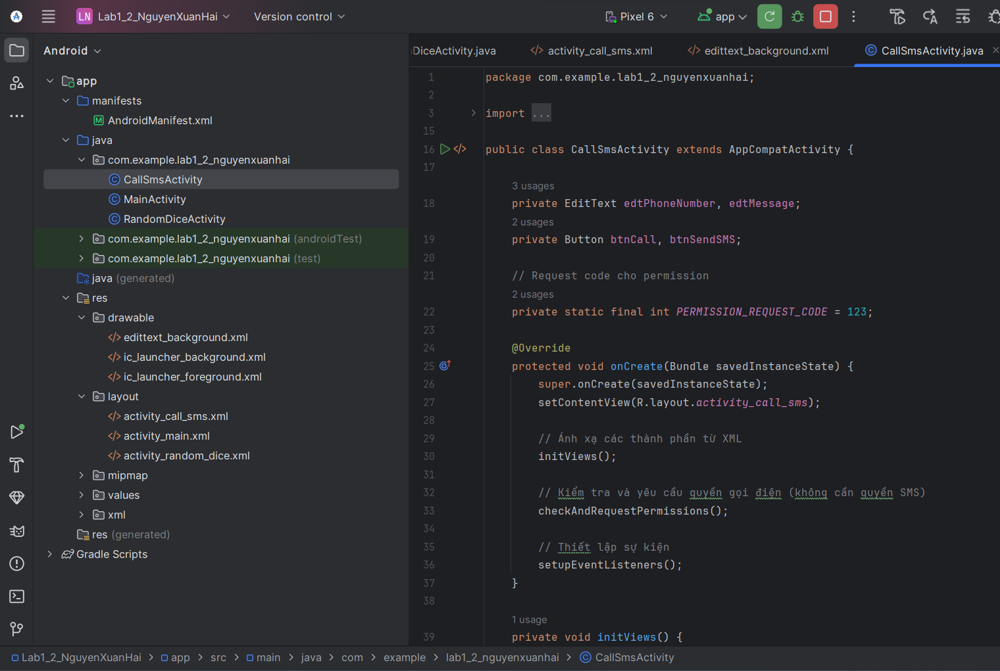 LN Lab1_2_NguyenXuanHai Version control Pixel 6 app
Android
app
manifests
AndroidManifest.xml
java
com.example.lab1_2_nguyenxuanhai
CallSmsActivity
MainActivity
RandomDiceActivity
com.example.lab1_2_nguyenxuanhai (androidTest)
com.example.lab1_2_nguyenxuanhai (test)
java (generated)
res
drawable
edittext_background.xml
ic_launcher_background.xml
ic_launcher_foreground.xml
layout
activity_call_sms.xml
activity_main.xml
activity_random_dice.xml
mipmap
values
xml
res (generated)
Gradle Scripts
DiceActivity.java activity_call_sms.xml edittext_background.xml CallSmsActivity.java
1 package com.example.lab1_2_nguyenxuanhai;
2
3 import ...
15
16 public class CallSmsActivity extends AppCompatActivity {
17
3 usages
18 private EditText edtPhoneNumber, edtMessage;
2 usages
19 private Button btnCall, btnSendSMS;
20
21 // Request code cho permission
2 usages
22 private static final int PERMISSION_REQUEST_CODE = 123;
23
24 @Override
25 protected void onCreate(Bundle savedInstanceState) {
26 super.onCreate(savedInstanceState);
27 setContentView(R.layout.activity_call_sms);
28
29 // Ánh xạ các thành phần từ XML
30 initViews();
31
32 // Kiểm tra và yêu cầu quyền gọi điện (không cần quyền SMS)
33 checkAndRequestPermissions();
34
35 // Thiết lập sự kiện
36 setupEventListeners();
37 }
38
1 usage
39 private void initViews() {
Lab1_2_NguyenXuanHai > app > src > main > java > com > example > lab1_2_nguyenxuanhai > CallSmsActivity